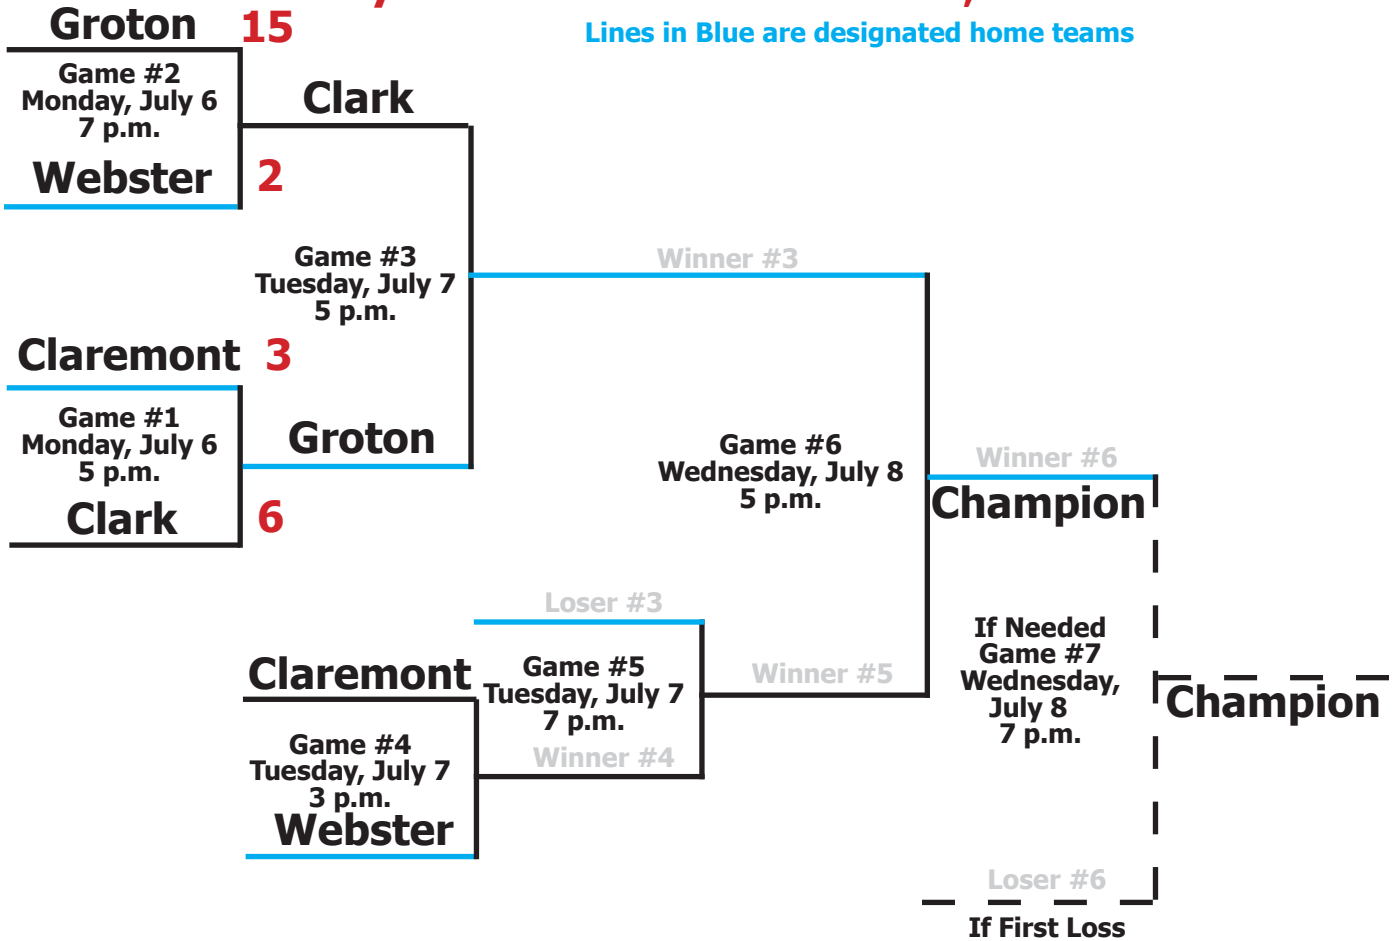 Groton 15
Lines in Blue are designated home teams
Game #2
Monday, July 6
7 p.m.
Clark
Webster 2
Game #3
Tuesday, July 7
5 p.m.
Winner #3
Claremont 3
Game #1
Monday, July 6
5 p.m.
Groton
Clark 6
Game #6
Wednesday, July 8
5 p.m.
Winner #6
Champion
Loser #3
Claremont
Game #5
Tuesday, July 7
7 p.m.
Winner #5
If Needed
Game #7
Wednesday,
July 8
7 p.m.
Champion
Game #4
Tuesday, July 7
3 p.m.
Winner #4
Webster
Loser #6
If First Loss